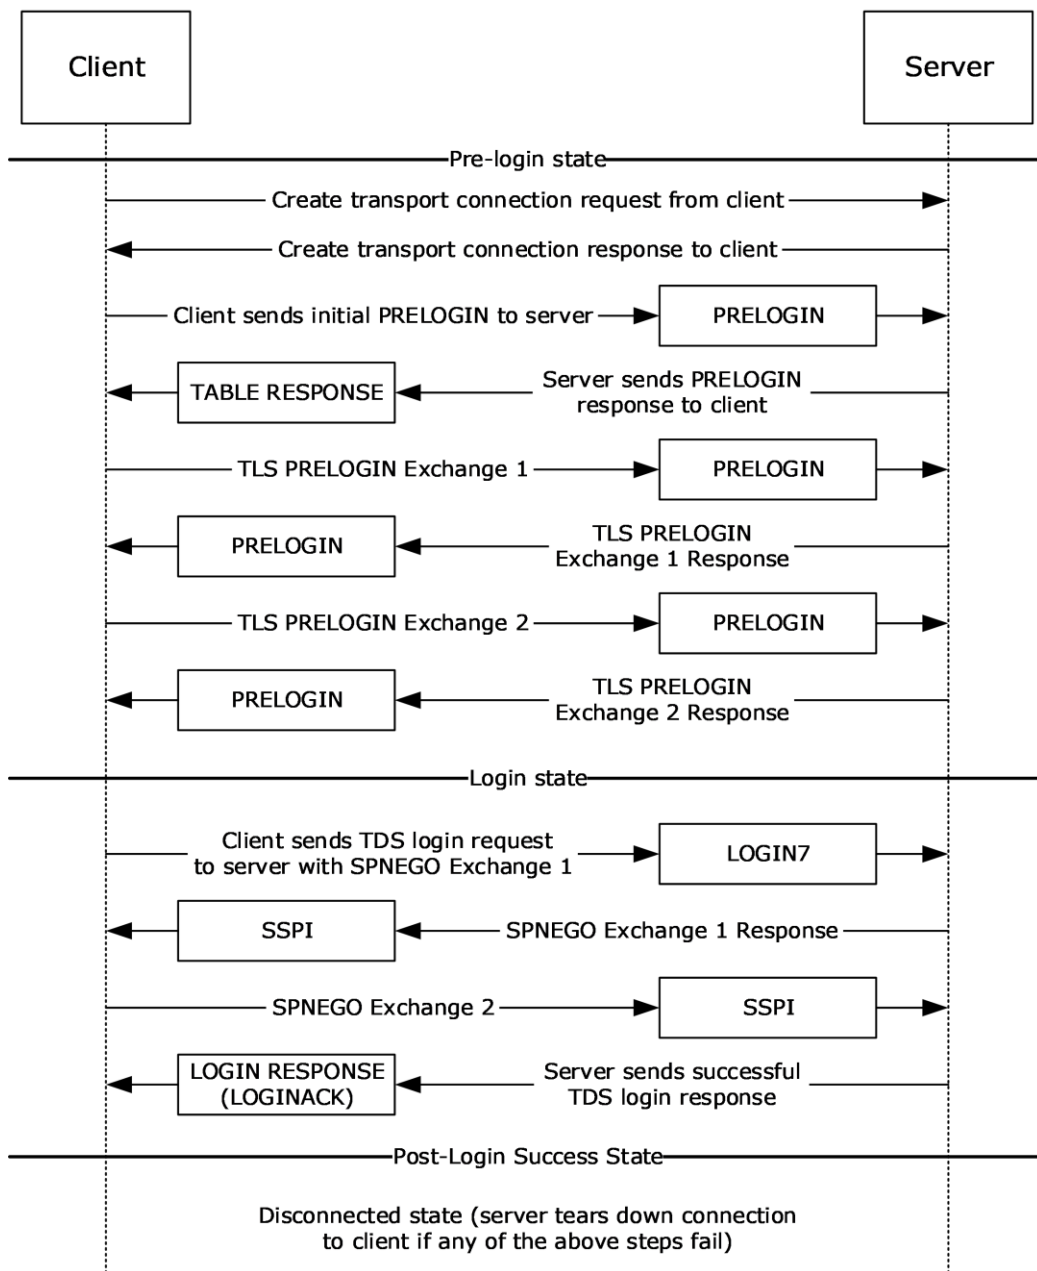 Client
Server
Pre-login state
Create transport connection request from client
Create transport connection response to client
Client sends initial PRELOGIN to server
PRELOGIN
TABLE RESPONSE
Server sends PRELOGIN
response to client
TLS PRELOGIN Exchange 1
PRELOGIN
PRELOGIN
TLS PRELOGIN
Exchange 1 Response
TLS PRELOGIN Exchange 2
PRELOGIN
PRELOGIN
TLS PRELOGIN
Exchange 2 Response
Login state
Client sends TDS login request
to server with SPNEGO Exchange 1
LOGIN7
SSPI
SPNEGO Exchange 1 Response
SPNEGO Exchange 2
SSPI
LOGIN RESPONSE
(LOGINACK)
Server sends successful
TDS login response
Post-Login Success State
Disconnected state (server tears down connection
to client if any of the above steps fail)